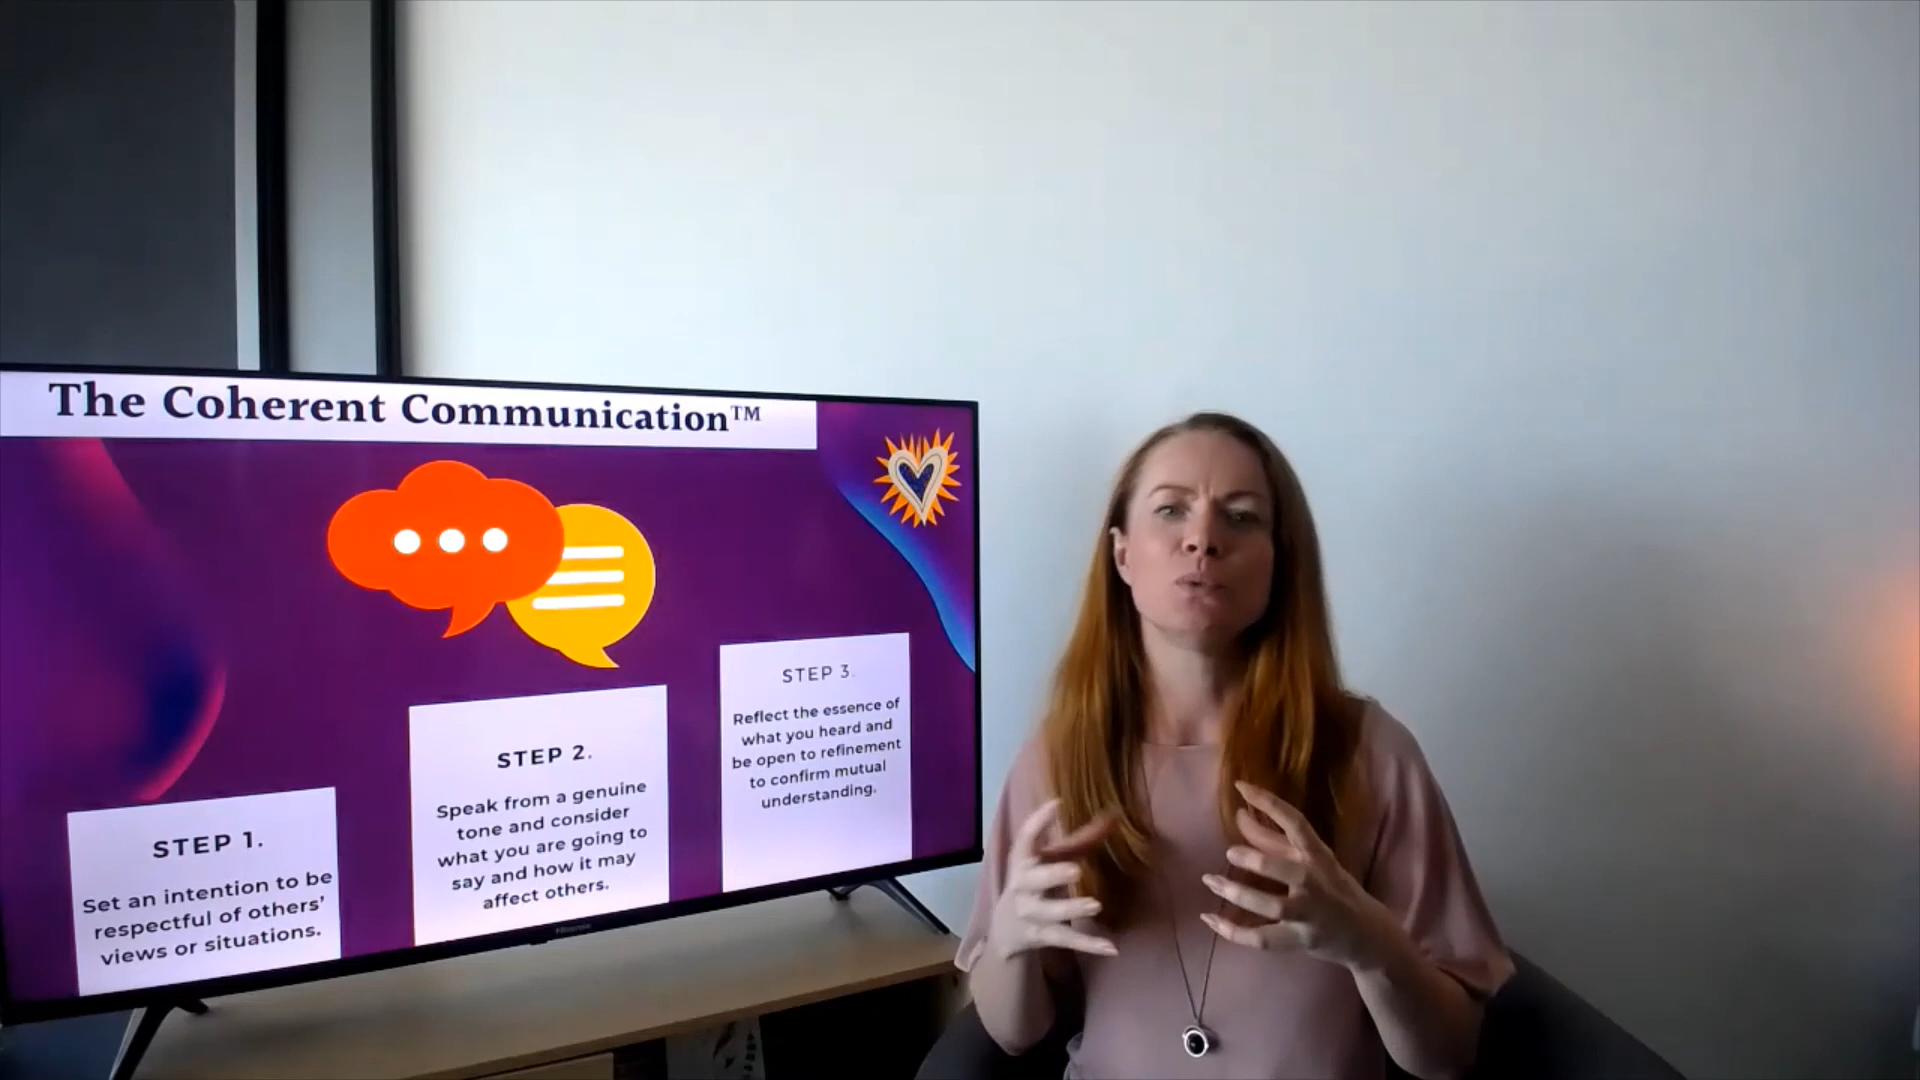 The Coherent Communication™
STEP 1.
Set an intention to be
respectful of others'
views or situations.
STEP 2.
Speak from a genuine
tone and consider
what you are going to
say and how it may
affect others.
STEP 3.
Reflect the essence of
what you heard and
be open to refinement
to confirm mutual
understanding.
Hisense